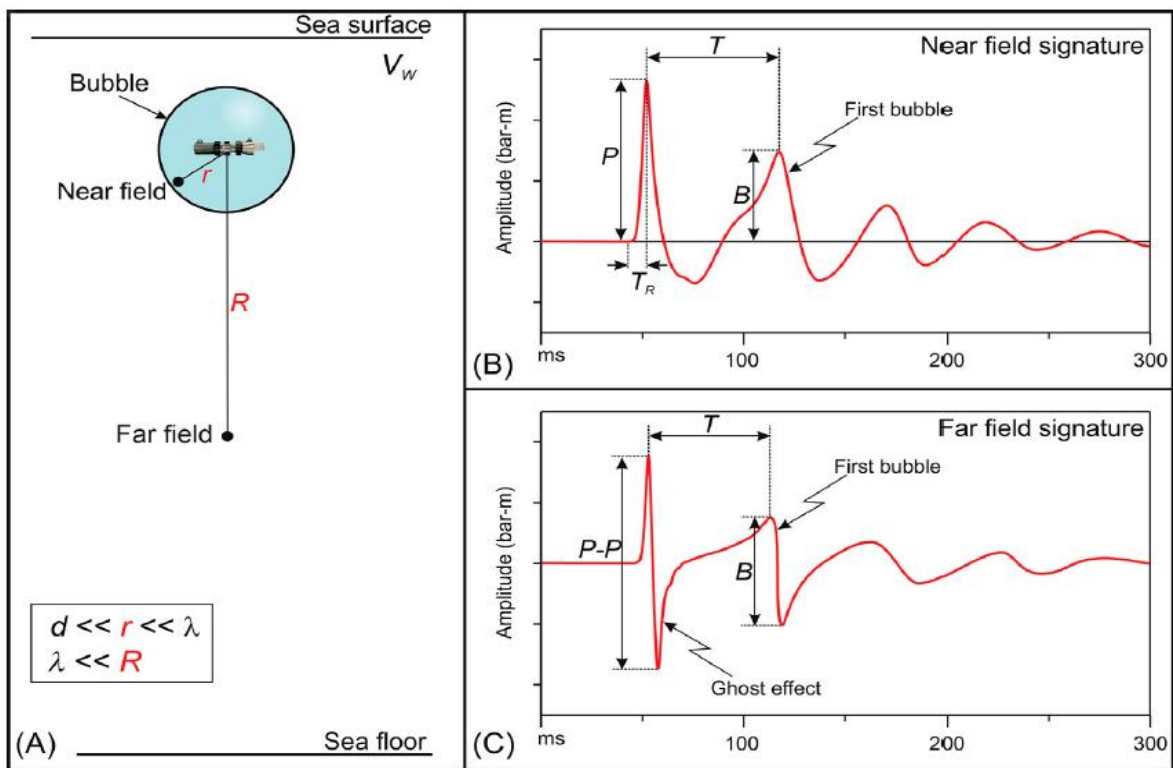 Sea surface
V_W
Bubble
Near field
r
R
Far field
d << r << λ
λ << R
Sea floor
(A)
Near field signature
T
First bubble
P
B
T_R
Amplitude (bar-m)
ms
100
200
300
(B)
Far field signature
T
First bubble
P-P
B
Ghost effect
Amplitude (bar-m)
ms
100
200
300
(C)